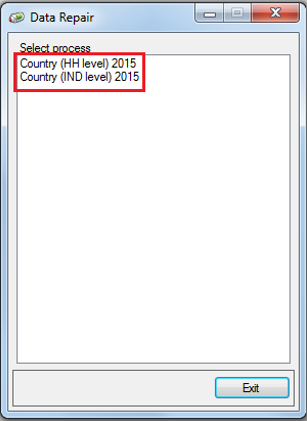 Data Repair
Select process
Country (HH level) 2015
Country (IND level) 2015
Exit